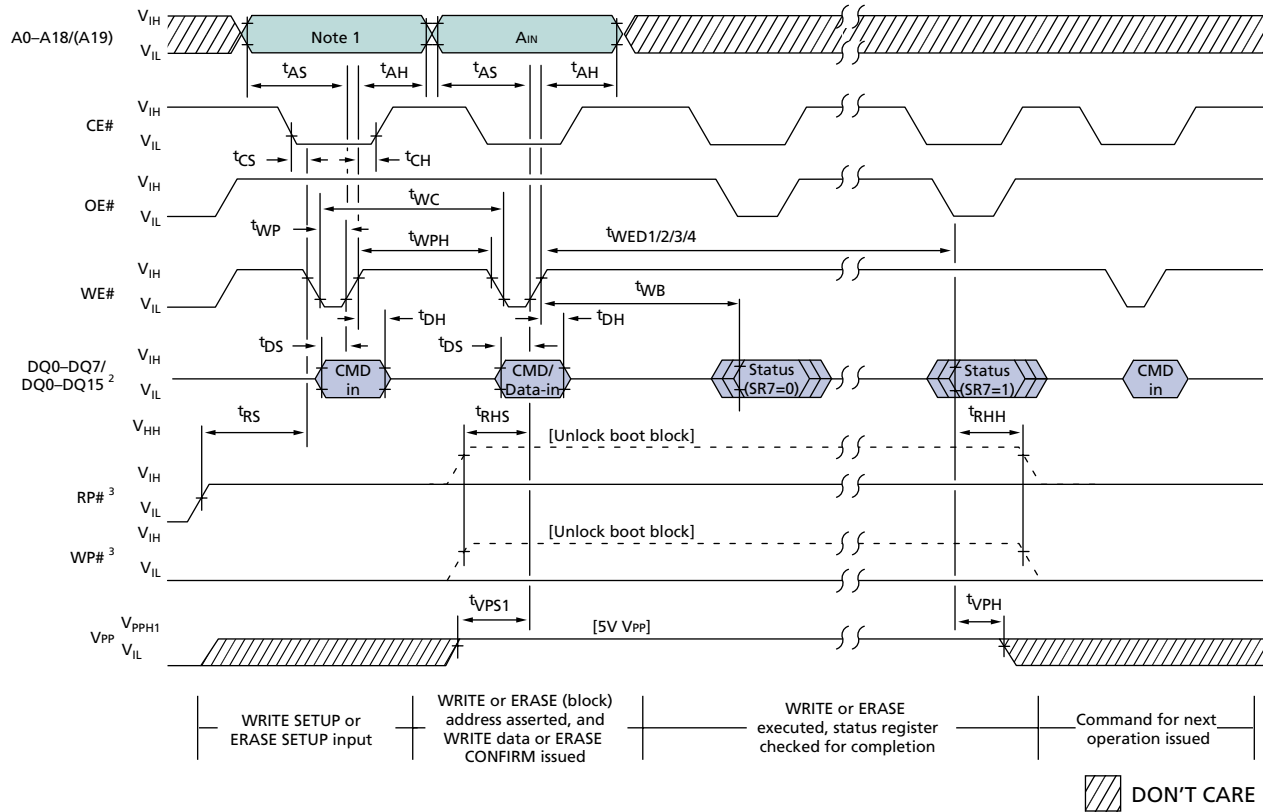 A0–A18/(A19)
VIH
VIL
Note 1
AIN
tAS
tAH
tAS
tAH
CE#
VIH
VIL
tCS
tCH
OE#
VIH
VIL
tWC
tWP
tWPH
tWED1/2/3/4
WE#
VIH
VIL
tWB
tDH
tDH
tDS
tDS
DQ0–DQ7/
DQ0–DQ15 2
VIH
VIL
CMD
in
CMD/
Data-in
Status
(SR7=0)
Status
(SR7=1)
CMD
in
tRS
tRHS
tRHH
VHH
[Unlock boot block]
VIH
RP# 3
VIL
VIH
[Unlock boot block]
WP# 3
VIL
tVPS1
tVPH
VPPH1
[5V VPP]
VPP
VIL
WRITE SETUP or
ERASE SETUP input
WRITE or ERASE (block)
address asserted, and
WRITE data or ERASE
CONFIRM issued
WRITE or ERASE
executed, status register
checked for completion
Command for next
operation issued
DON'T CARE